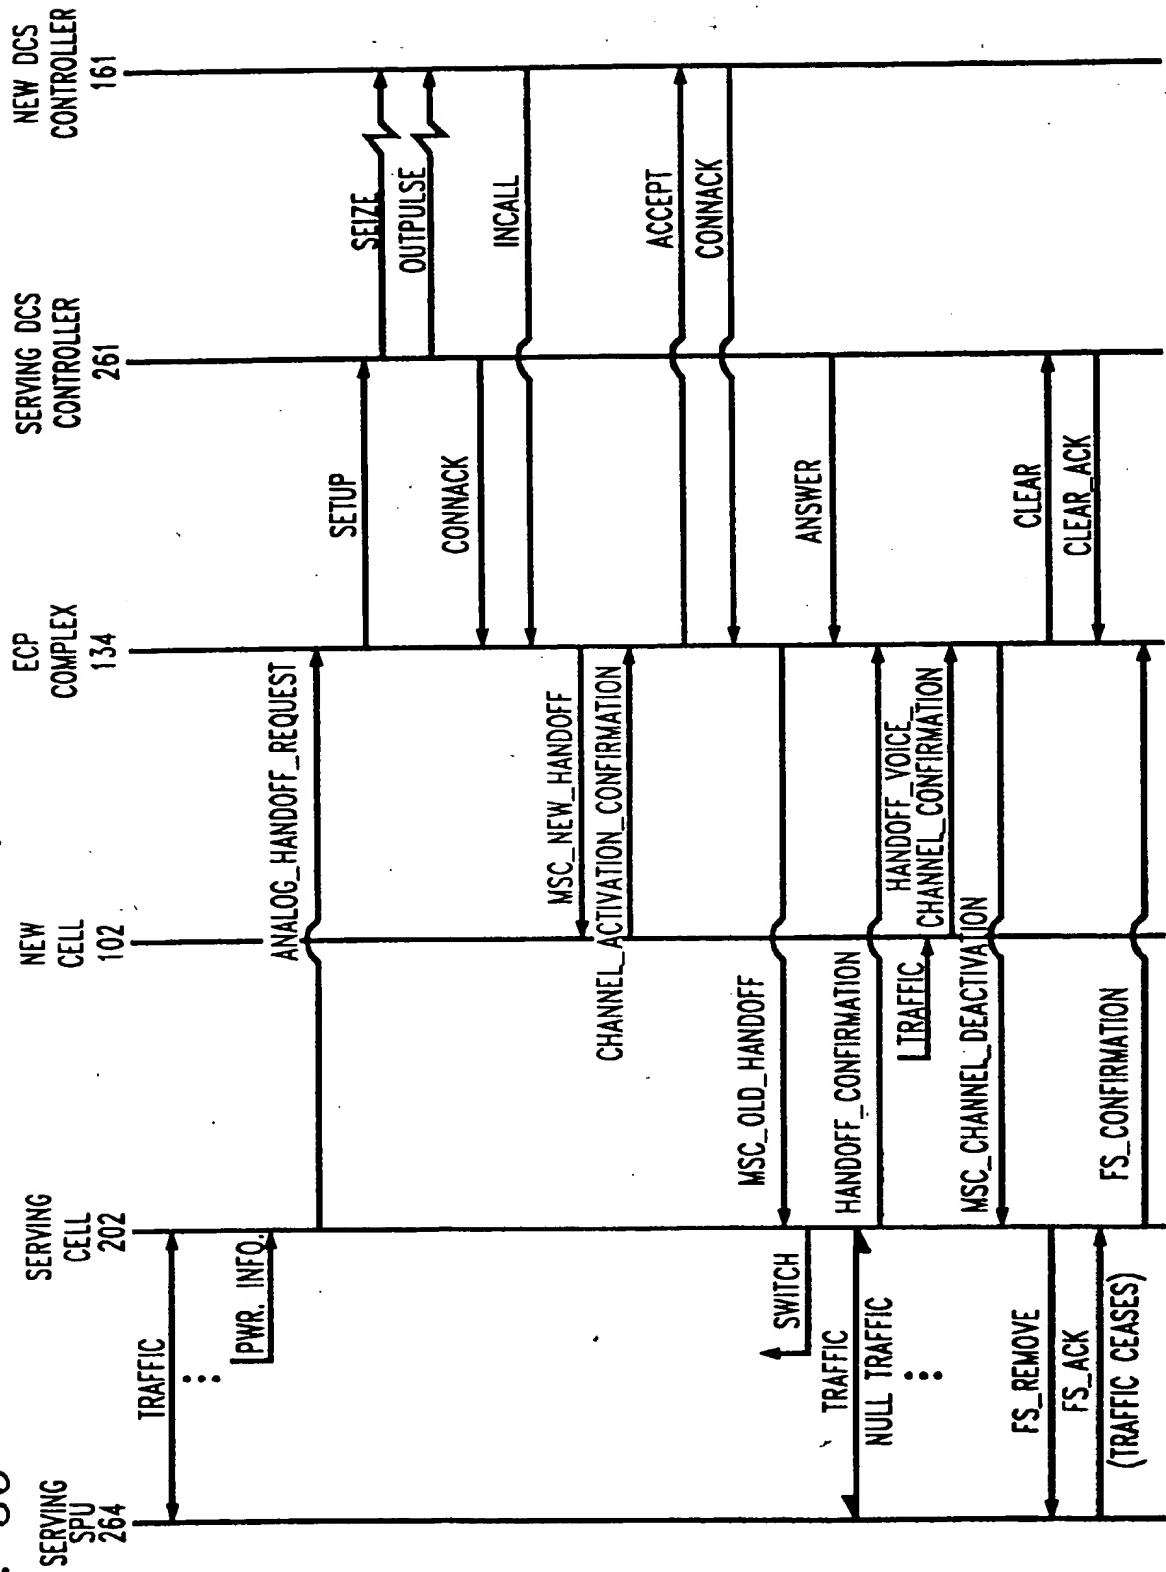 SERVING
SPU
264
SERVING
CELL
202
NEW
CELL
102
ECP
COMPLEX
134
SERVING DCS
CONTROLLER
261
NEW DCS
CONTROLLER
161
TRAFFIC
PWR. INFO.
ANALOG_HANDOFF_REQUEST
SETUP
SEIZE
OUTPULSE
CONNACK
INCALL
MSC_NEW_HANDOFF
CHANNEL_ACTIVATION_CONFIRMATION
ACCEPT
CONNACK
MSC_OLD_HANDOFF
SWITCH
ANSWER
TRAFFIC
NULL TRAFFIC
HANDOFF_CONFIRMATION
TRAFFIC
HANDOFF_VOICE_
CHANNEL_CONFIRMATION
MSC_CHANNEL_DEACTIVATION
FS_REMOVE
CLEAR
FS_ACK
(TRAFFIC CEASES)
CLEAR_ACK
FS_CONFIRMATION